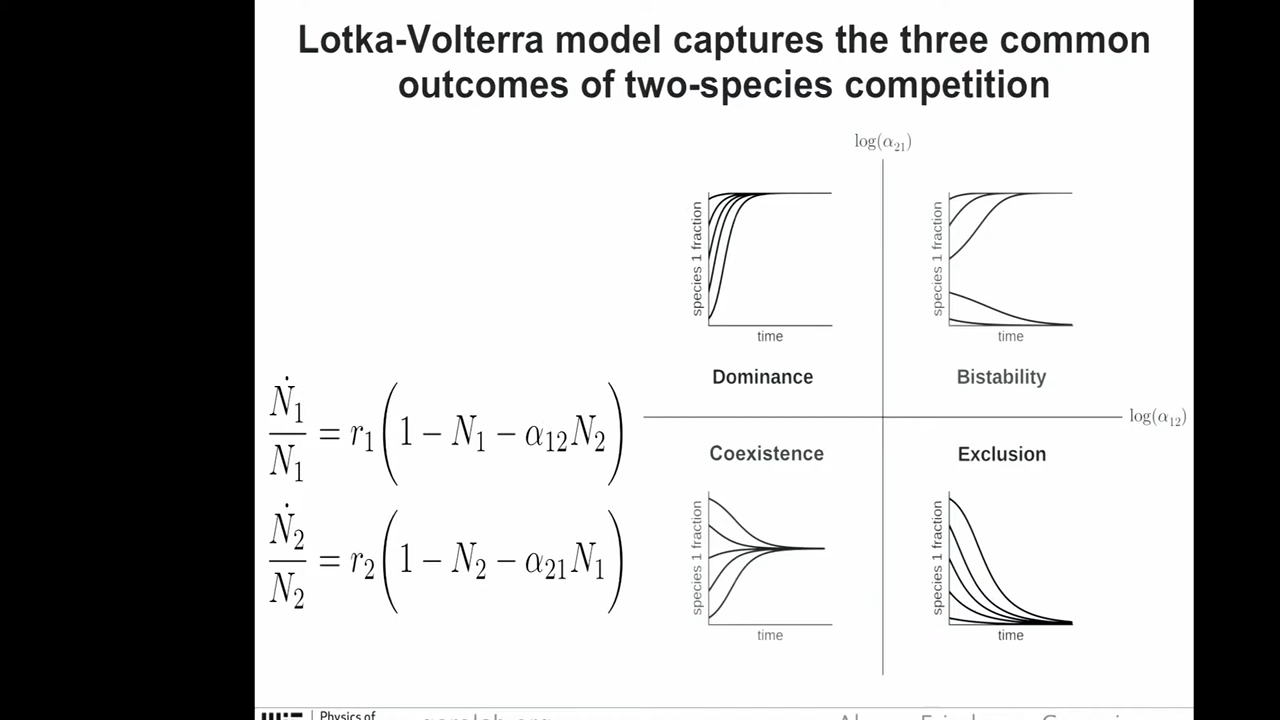 Lotka-Volterra model captures the three common
outcomes of two-species competition
log(α₂₁)
species 1 fraction
time
Dominance
species 1 fraction
time
Bistability
log(α₁₂)
Ṅ₁/N₁ = r₁(1 − N₁ − α₁₂N₂)
Ṅ₂/N₂ = r₂(1 − N₂ − α₂₁N₁)
Coexistence
species 1 fraction
time
Exclusion
species 1 fraction
time
Physics of